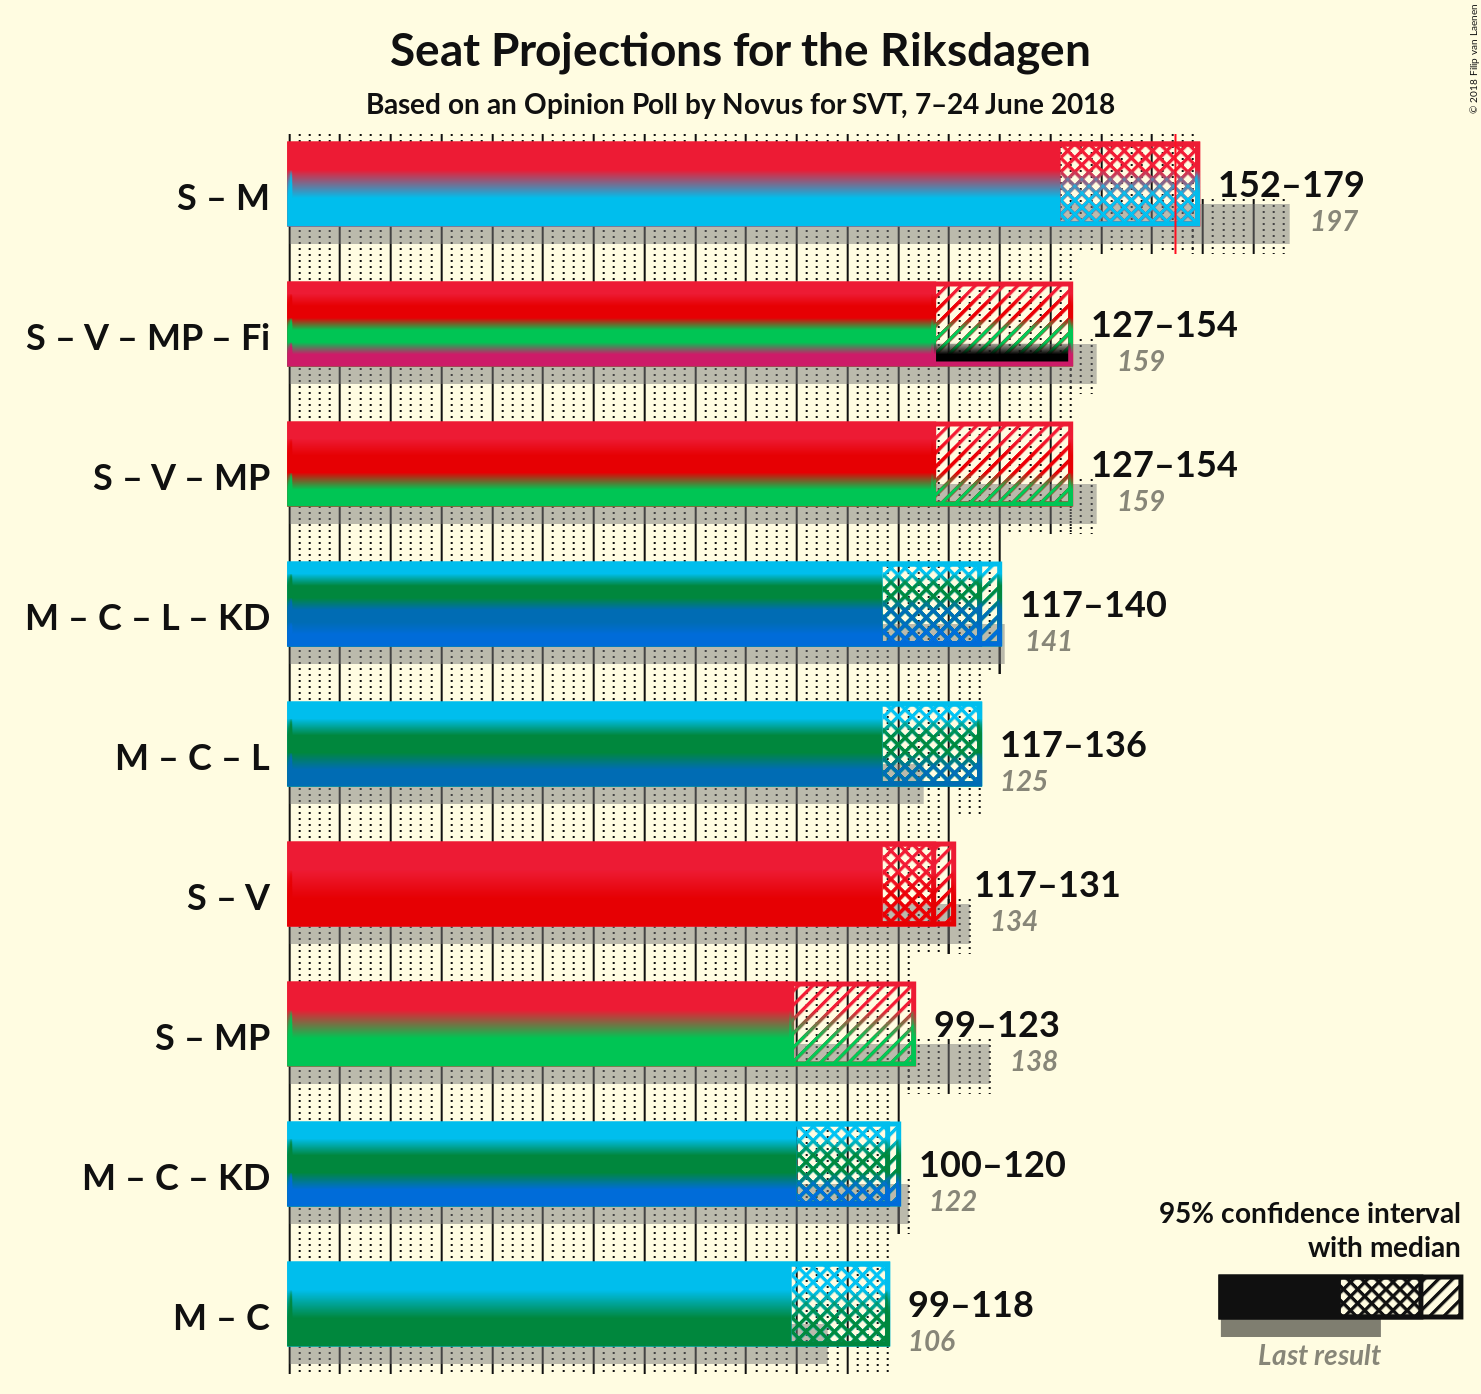 Seat Projections for the Riksdagen
Based on an Opinion Poll by Novus for SVT, 7–24 June 2018
© 2018 Filip van Laenen
S – M
152–179
197
S – V – MP – Fi
127–154
159
S – V – MP
127–154
159
M – C – L – KD
117–140
141
M – C – L
117–136
125
S – V
117–131
134
S – MP
99–123
138
M – C – KD
100–120
122
M – C
99–118
106
95% confidence interval
with median
Last result